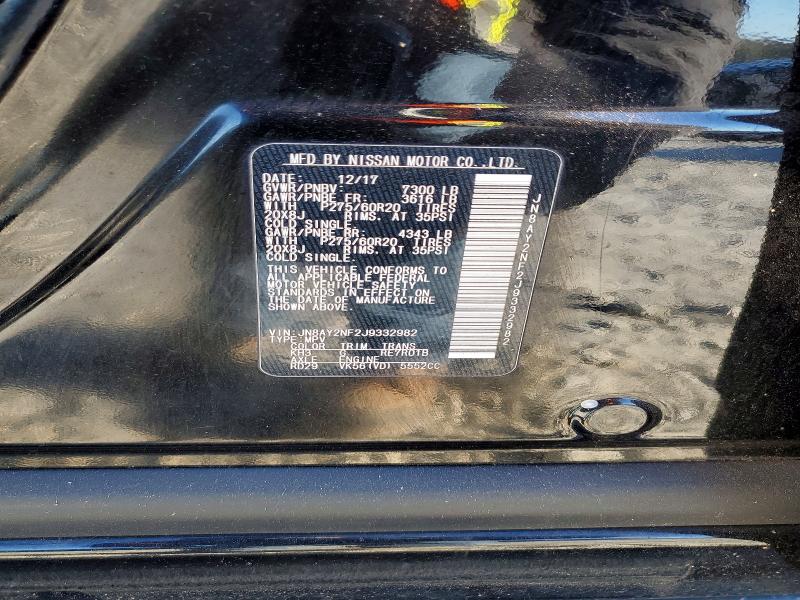 MFD BY NISSAN MOTOR CO.,LTD.
DATE: 12/17
GVWR/PNBV: 7300 LB
GAWR/PNBE FR: 3616 LB
WITH P275/60R20 TIRES
20X8J RIMS. AT 35PSI
COLD SINGLE.
GAWR/PNBE RR: 4343 LB
WITH P275/60R20 TIRES
20X8J RIMS. AT 35PSI
COLD SINGLE.
THIS VEHICLE CONFORMS TO
ALL APPLICABLE FEDERAL
MOTOR VEHICLE SAFETY
STANDARDS IN EFFECT ON
THE DATE OF MANUFACTURE
SHOWN ABOVE.
VIN: JN8AY2NF2J9332982
TYPE: MPV
COLOR TRIM TRANS
KH3 G RE7R01B
AXLE ENGINE
RD29 VK56(VD) 5552CC
JN8AY2NF2J9332982